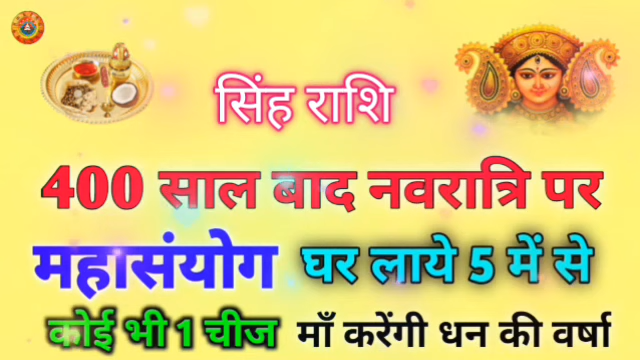 सिंह राशि
400 साल बाद नवरात्रि पर
महासंयोग घर लाये 5 में से
कोई भी 1 चीज माँ करेंगी धन की वर्षा